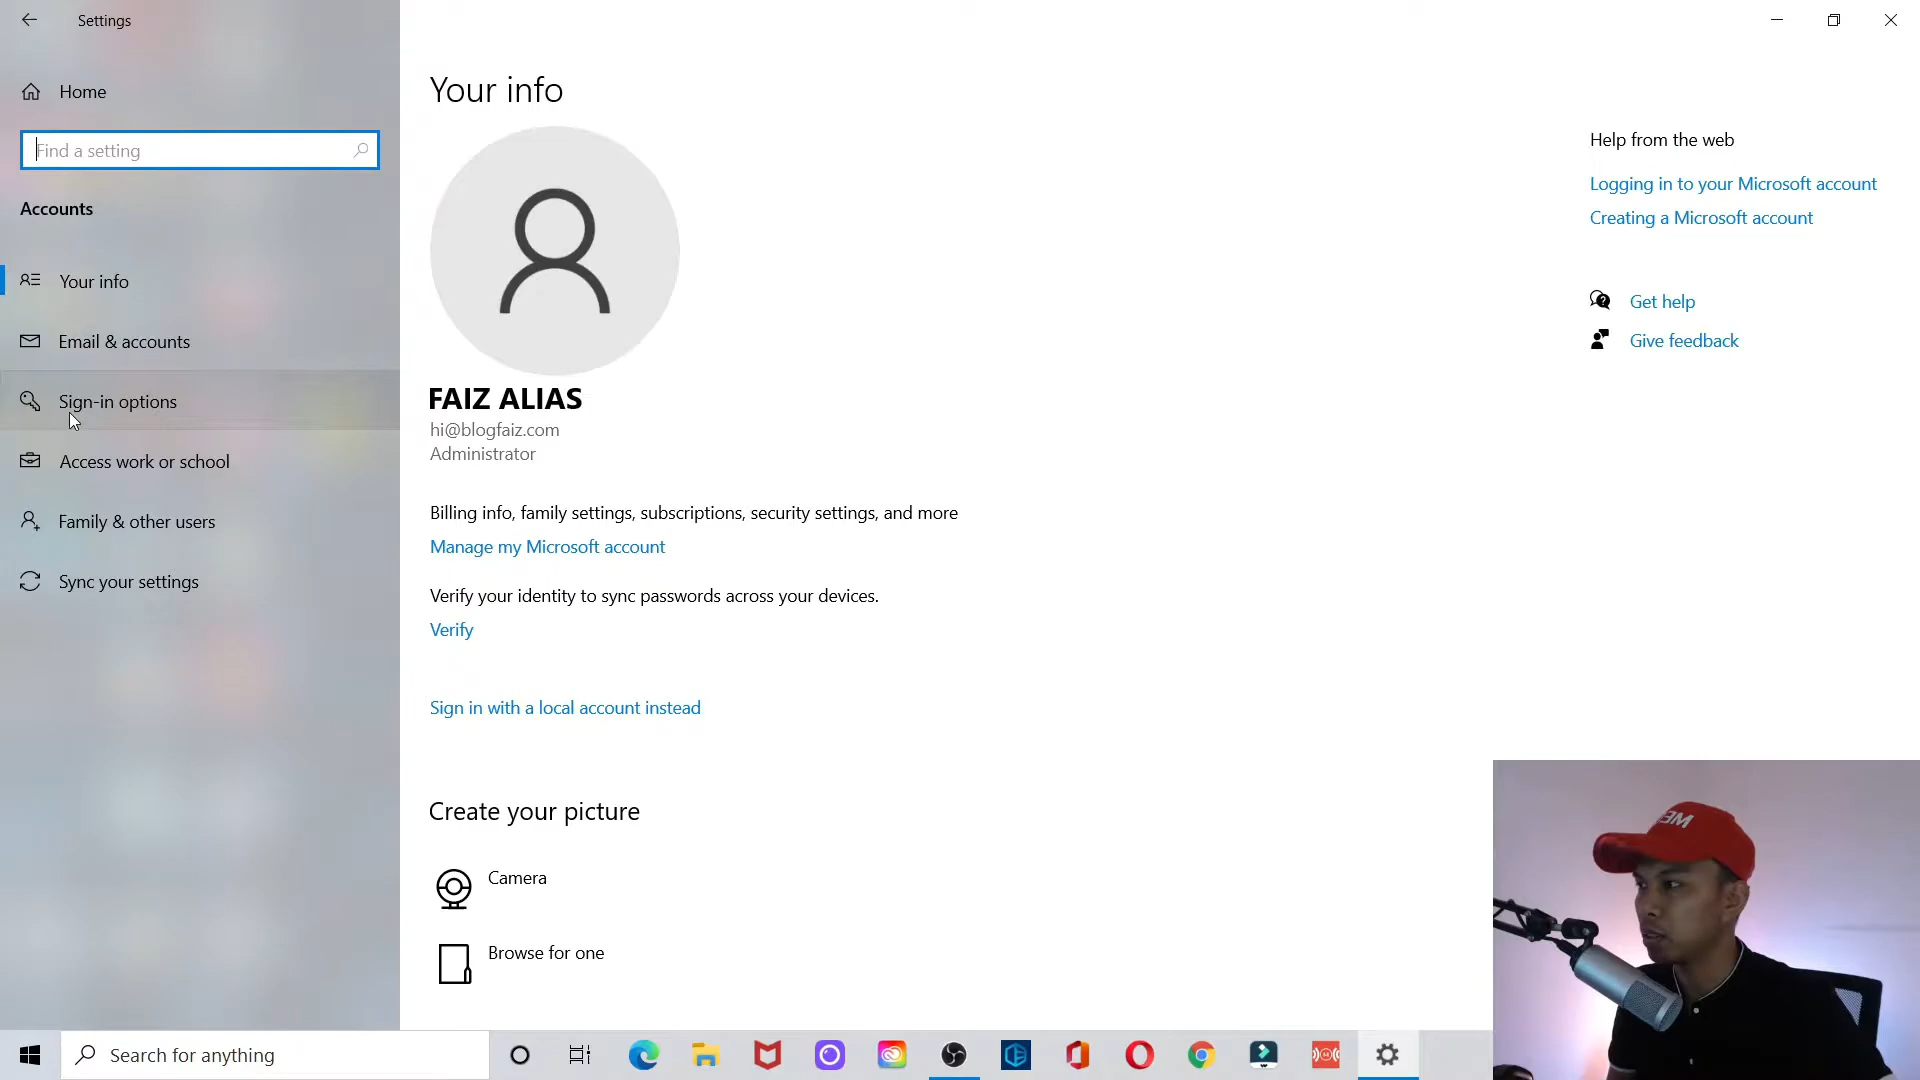 Settings
Home
Find a setting
Accounts
Your info
Email & accounts
Sign-in options
Access work or school
Family & other users
Sync your settings
Your info
FAIZ ALIAS
hi@blogfaiz.com
Administrator
Billing info, family settings, subscriptions, security settings, and more
Manage my Microsoft account
Verify your identity to sync passwords across your devices.
Verify
Sign in with a local account instead
Create your picture
Camera
Browse for one
Help from the web
Logging in to your Microsoft account
Creating a Microsoft account
Get help
Give feedback
Search for anything